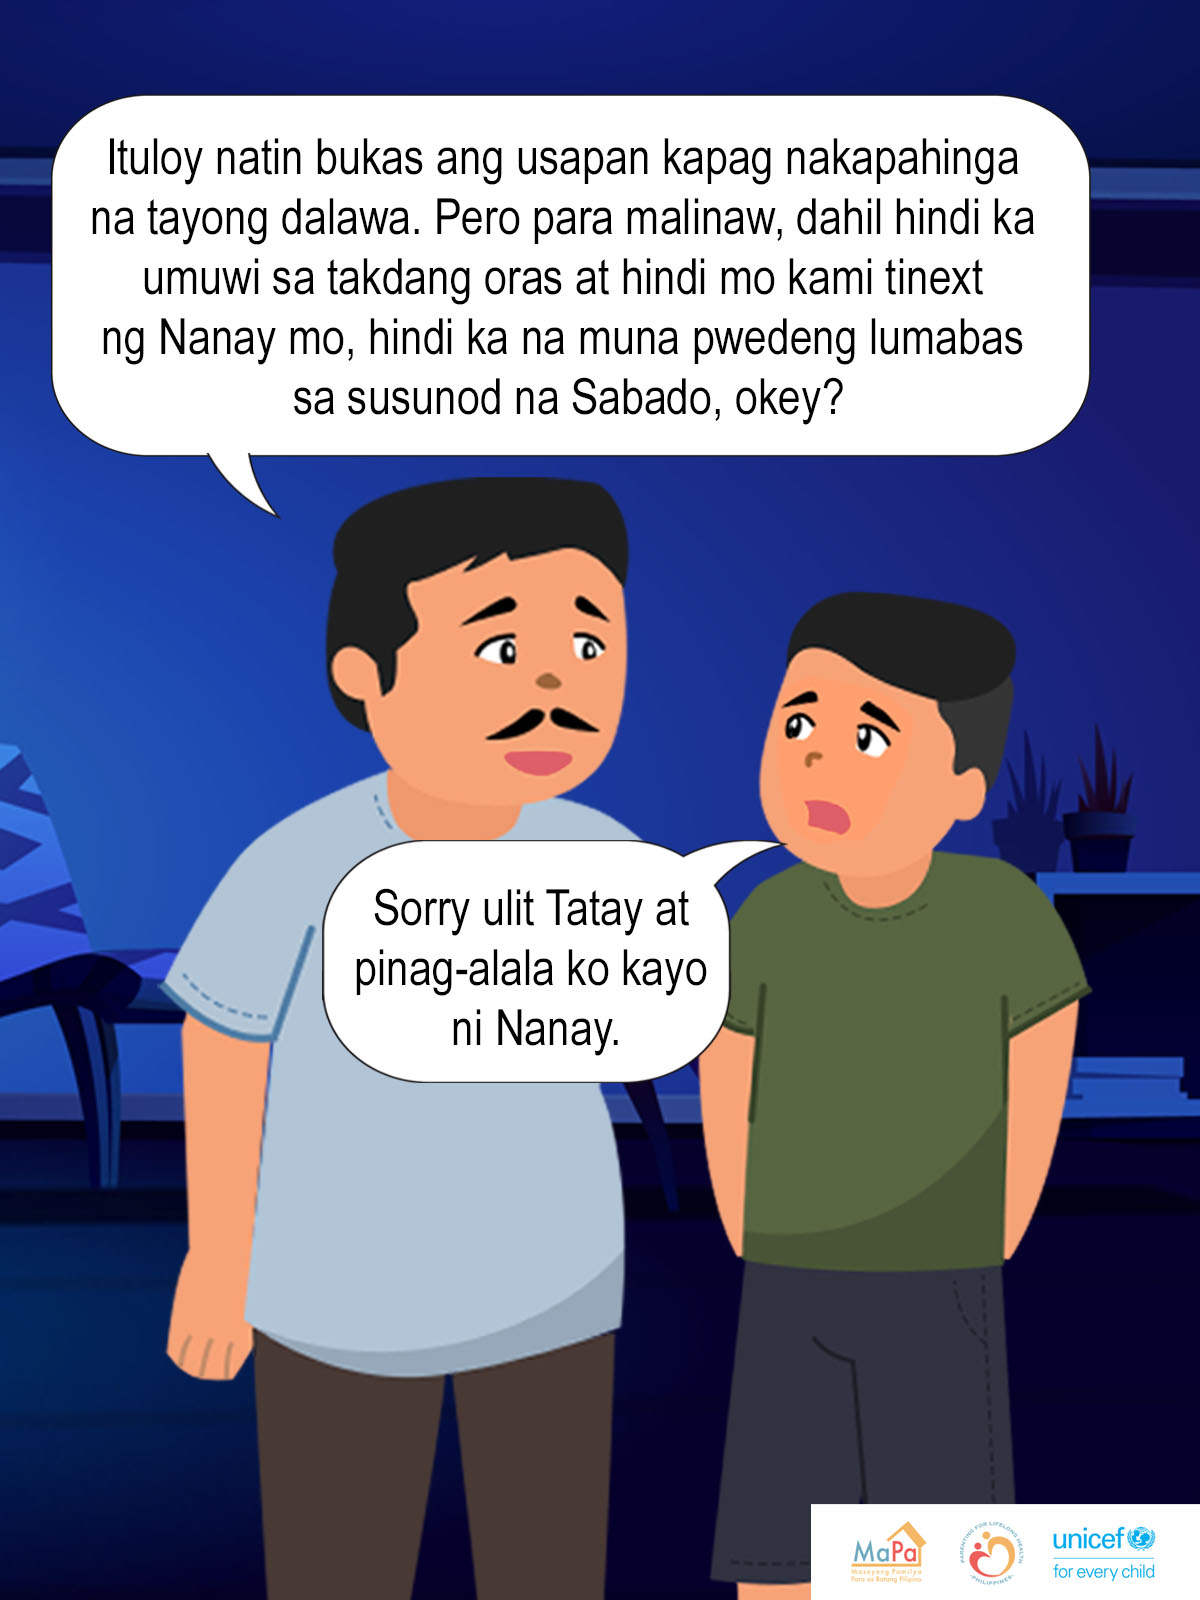 Ituloy natin bukas ang usapan kapag nakapahinga
na tayong dalawa. Pero para malinaw, dahil hindi ka
umuwi sa takdang oras at hindi mo kami tinext
ng Nanay mo, hindi ka na muna pwedeng lumabas
sa susunod na Sabado, okey?
Sorry ulit Tatay at
pinag-alala ko kayo
ni Nanay.
MaPa
Masayang Pamilya
Para sa Batang Pilipino
PARENTING FOR LIFELONG HEALTH
-PHILIPPINES-
unicef
for every child